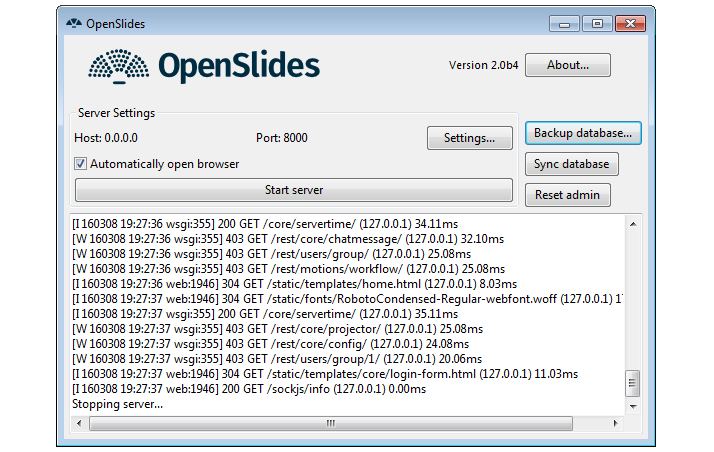 OpenSlides
OpenSlides
Version 2.0b4
About...
Server Settings
Host: 0.0.0.0
Port: 8000
Settings...
Backup database...
Automatically open browser
Sync database
Start server
Reset admin
[I 160308 19:27:36 wsgi:355] 200 GET /core/servertime/ (127.0.0.1) 34.11ms
[W 160308 19:27:36 wsgi:355] 403 GET /rest/core/chatmessage/ (127.0.0.1) 32.10ms
[W 160308 19:27:36 wsgi:355] 403 GET /rest/users/group/ (127.0.0.1) 25.08ms
[W 160308 19:27:36 wsgi:355] 403 GET /rest/motions/workflow/ (127.0.0.1) 25.08ms
[I 160308 19:27:36 web:1946] 304 GET /static/templates/home.html (127.0.0.1) 8.03ms
[I 160308 19:27:37 web:1946] 304 GET /static/fonts/RobotoCondensed-Regular-webfont.woff (127.0.0.1) 1
[I 160308 19:27:37 wsgi:355] 200 GET /core/servertime/ (127.0.0.1) 35.11ms
[W 160308 19:27:37 wsgi:355] 403 GET /rest/core/projector/ (127.0.0.1) 25.08ms
[W 160308 19:27:37 wsgi:355] 403 GET /rest/core/config/ (127.0.0.1) 24.08ms
[W 160308 19:27:37 wsgi:355] 403 GET /rest/users/group/1/ (127.0.0.1) 20.06ms
[I 160308 19:27:37 web:1946] 304 GET /static/templates/core/login-form.html (127.0.0.1) 11.03ms
[I 160308 19:27:37 web:1946] 200 GET /sockjs/info (127.0.0.1) 0.00ms
Stopping server...